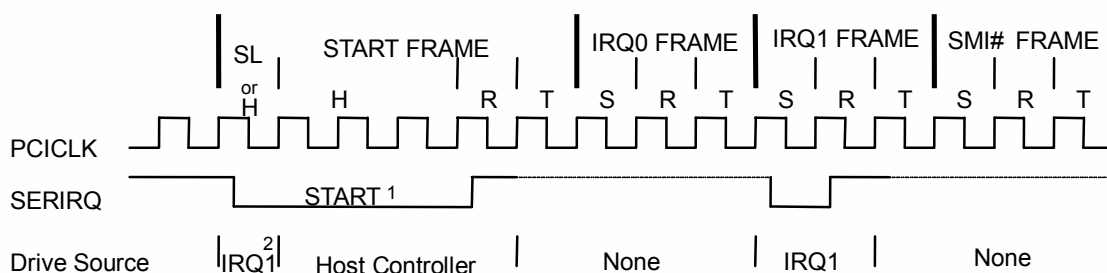 START FRAME IRQ0 FRAME IRQ1 FRAME SMI# FRAME
SL
or
H H R T S R T S R T S R T
PCICLK
SERIRQ START 1
Drive Source IRQ1 2 Host Controller None IRQ1 None